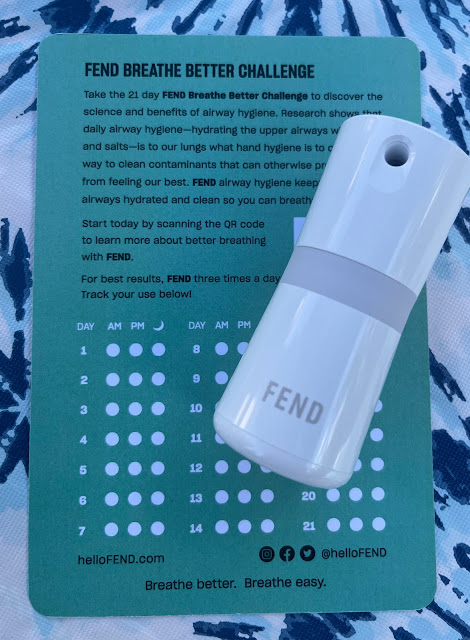 FEND BREATHE BETTER CHALLENGE
Take the 21 day FEND Breathe Better Challenge to discover the
science and benefits of airway hygiene. Research shows that
daily airway hygiene—hydrating the upper airways
and salts—is to our lungs what hand hygiene is to
way to clean contaminants that can otherwise
from feeling our best. FEND airway hygiene
airways hydrated and clean so you can
Start today by scanning the QR code
to learn more about better breathing
with FEND.
For best results, FEND three times a day
Track your use below!
DAY AM PM DAY AM PM
1 8
2 9
3 10
4 11
5 12
6 13 20
7 14 21
FEND
helloFEND.com @helloFEND
Breathe better. Breathe easy.